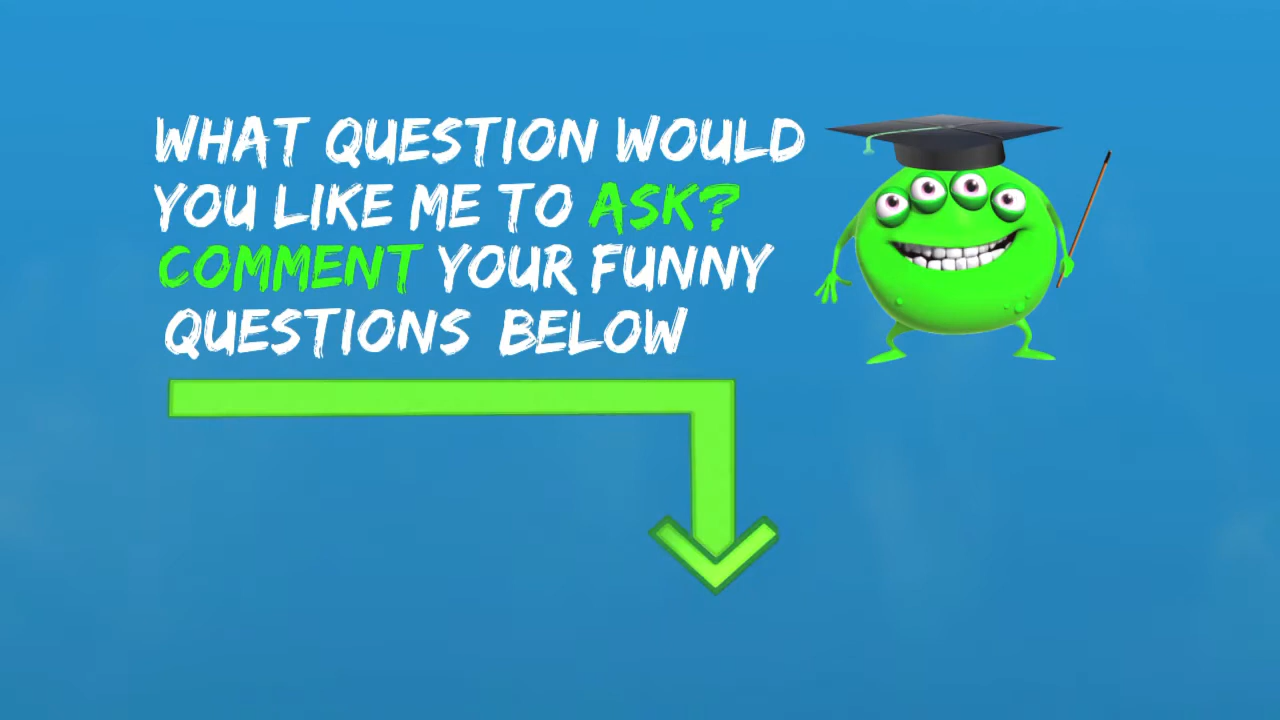 WHAT QUESTION WOULD
YOU LIKE ME TO ASK?
COMMENT YOUR FUNNY
QUESTIONS BELOW